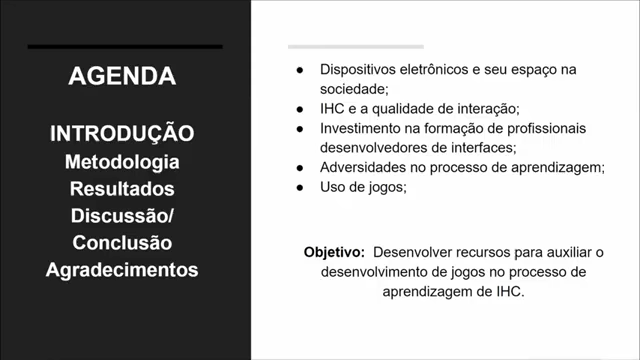 AGENDA
INTRODUÇÃO
Metodologia
Resultados
Discussão/
Conclusão
Agradecimentos
● Dispositivos eletrônicos e seu espaço na
sociedade;
● IHC e a qualidade de interação;
● Investimento na formação de profissionais
desenvolvedores de interfaces;
● Adversidades no processo de aprendizagem;
● Uso de jogos;
Objetivo: Desenvolver recursos para auxiliar o
desenvolvimento de jogos no processo de
aprendizagem de IHC.